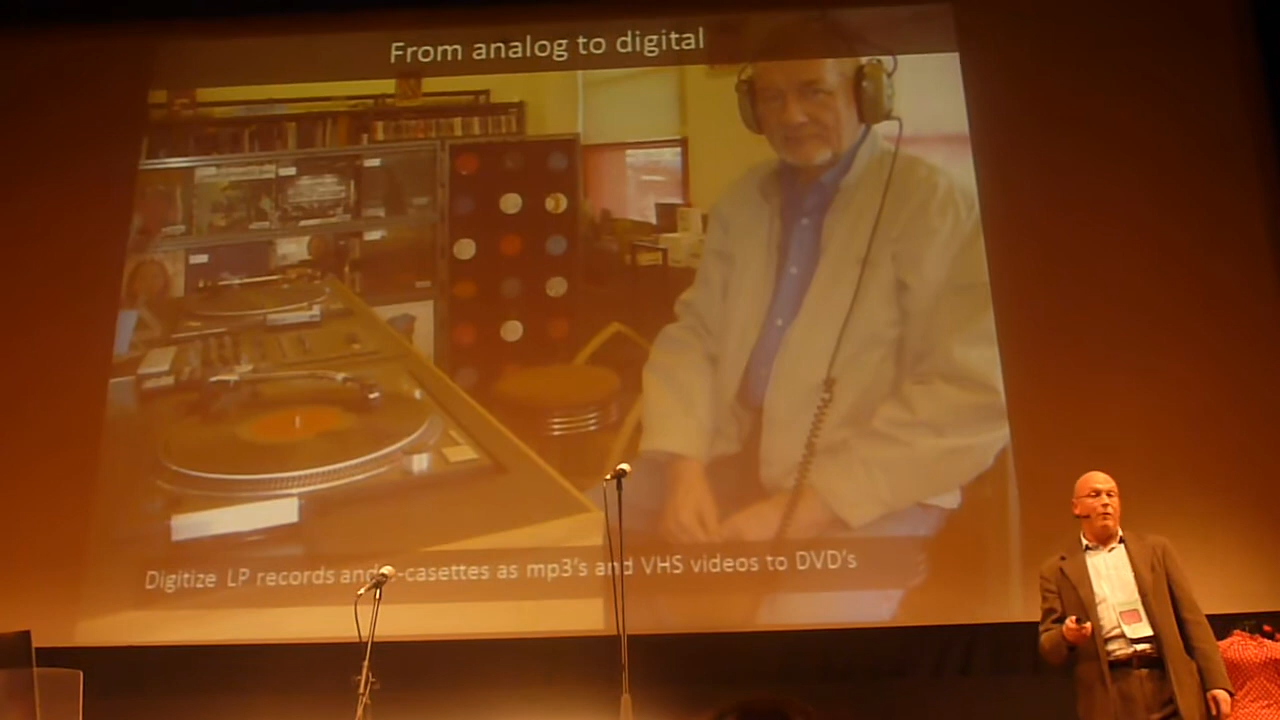 From analog to digital
Digitize LP records and -casettes as mp3's and VHS videos to DVD's